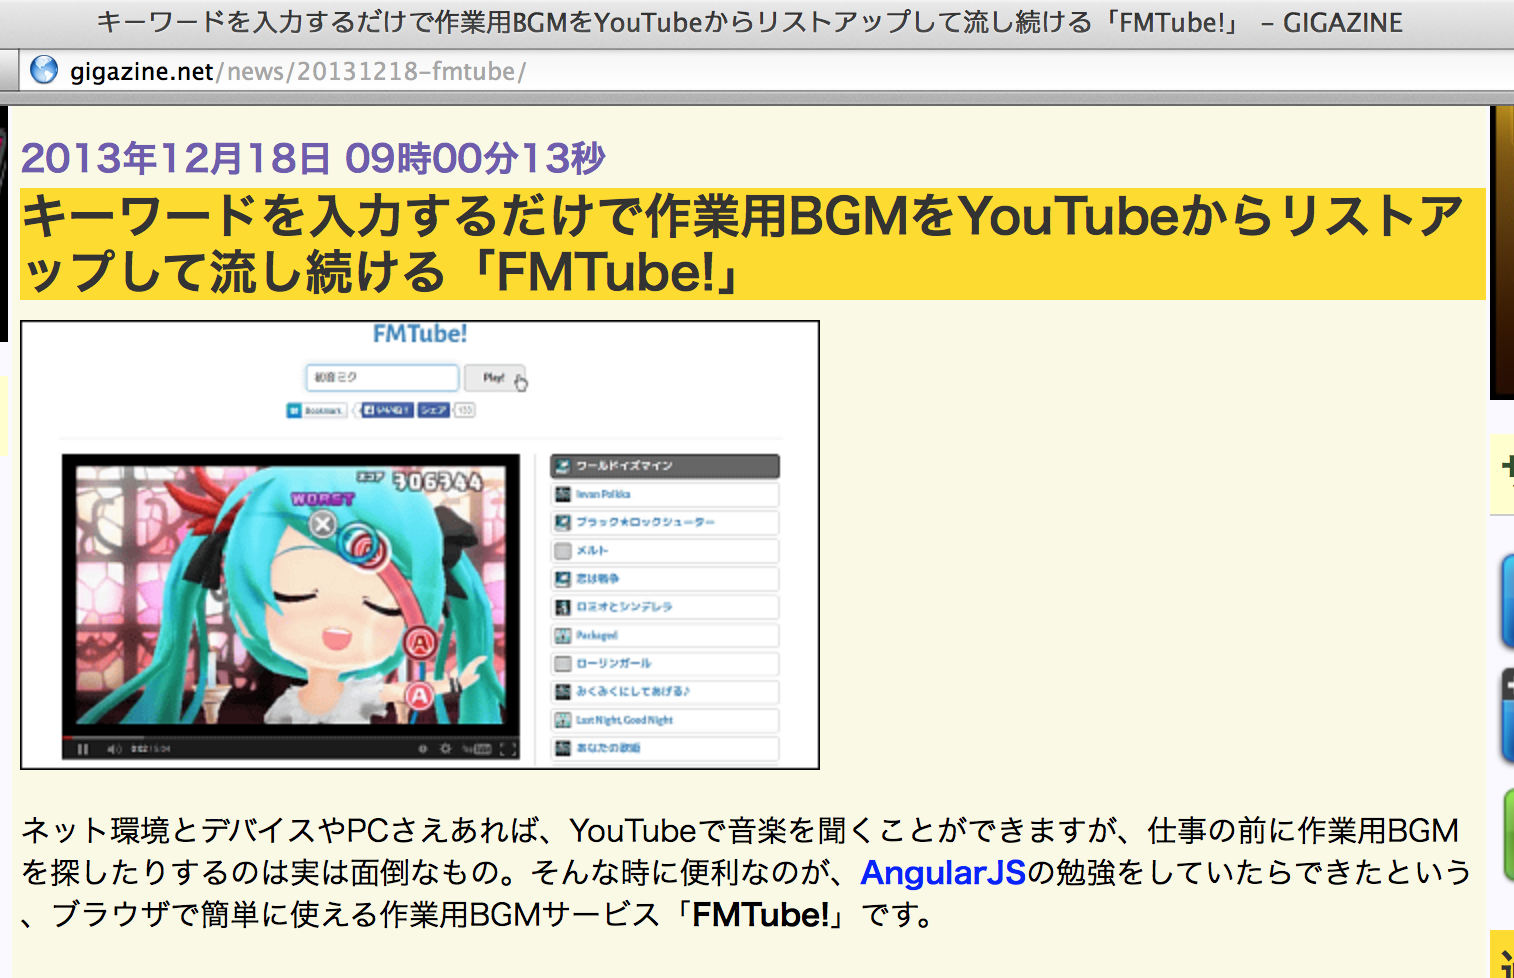 キーワードを入力するだけで作業用BGMをYouTubeからリストアップして流し続ける「FMTube!」 - GIGAZINE
gigazine.net/news/20131218-fmtube/
2013年12月18日 09時00分13秒
キーワードを入力するだけで作業用BGMをYouTubeからリストア
ップして流し続ける「FMTube!」
FMTube!
初音ミク Play!
Bookmark いいね! シェア 133
エコア 306344
WORST
A
A
0:02 / 5:04
ワールドイズマイン
Ievan Polkka
ブラック★ロックシューター
メルト
恋は戦争
ロミオとシンデレラ
Packaged
ローリンガール
みくみくにしてあげる♪
Last Night, Good Night
あなたの歌姫
ネット環境とデバイスやPCさえあれば、YouTubeで音楽を聞くことができますが、仕事の前に作業用BGM
を探したりするのは実は面倒なもの。そんな時に便利なのが、AngularJSの勉強をしていたらできたという
、ブラウザで簡単に使える作業用BGMサービス「FMTube!」です。